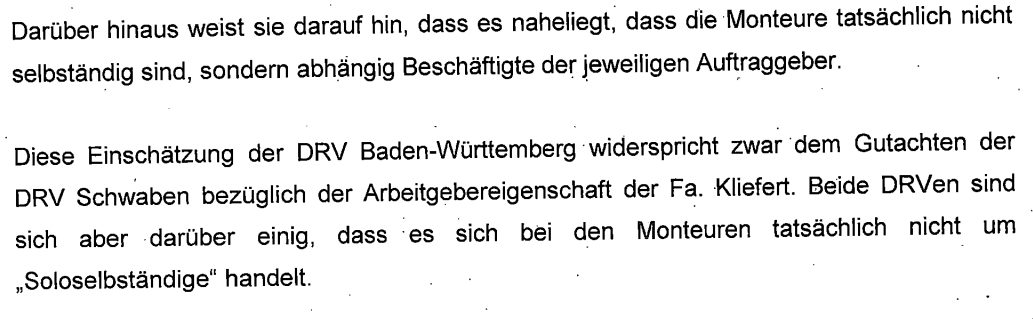 Darüber hinaus weist sie darauf hin, dass es naheliegt, dass die Monteure tatsächlich nicht
selbständig sind, sondern abhängig Beschäftigte der jeweiligen Auftraggeber.
Diese Einschätzung der DRV Baden-Württemberg widerspricht zwar dem Gutachten der
DRV Schwaben bezüglich der Arbeitgebereigenschaft der Fa. Kliefert. Beide DRVen sind
sich aber darüber einig, dass es sich bei den Monteuren tatsächlich nicht um
„Soloselbständige“ handelt.